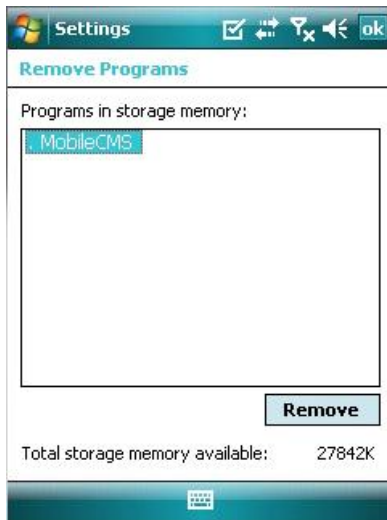 Settings
ok
Remove Programs
Programs in storage memory:
. MobileCMS
Remove
Total storage memory available: 27842K